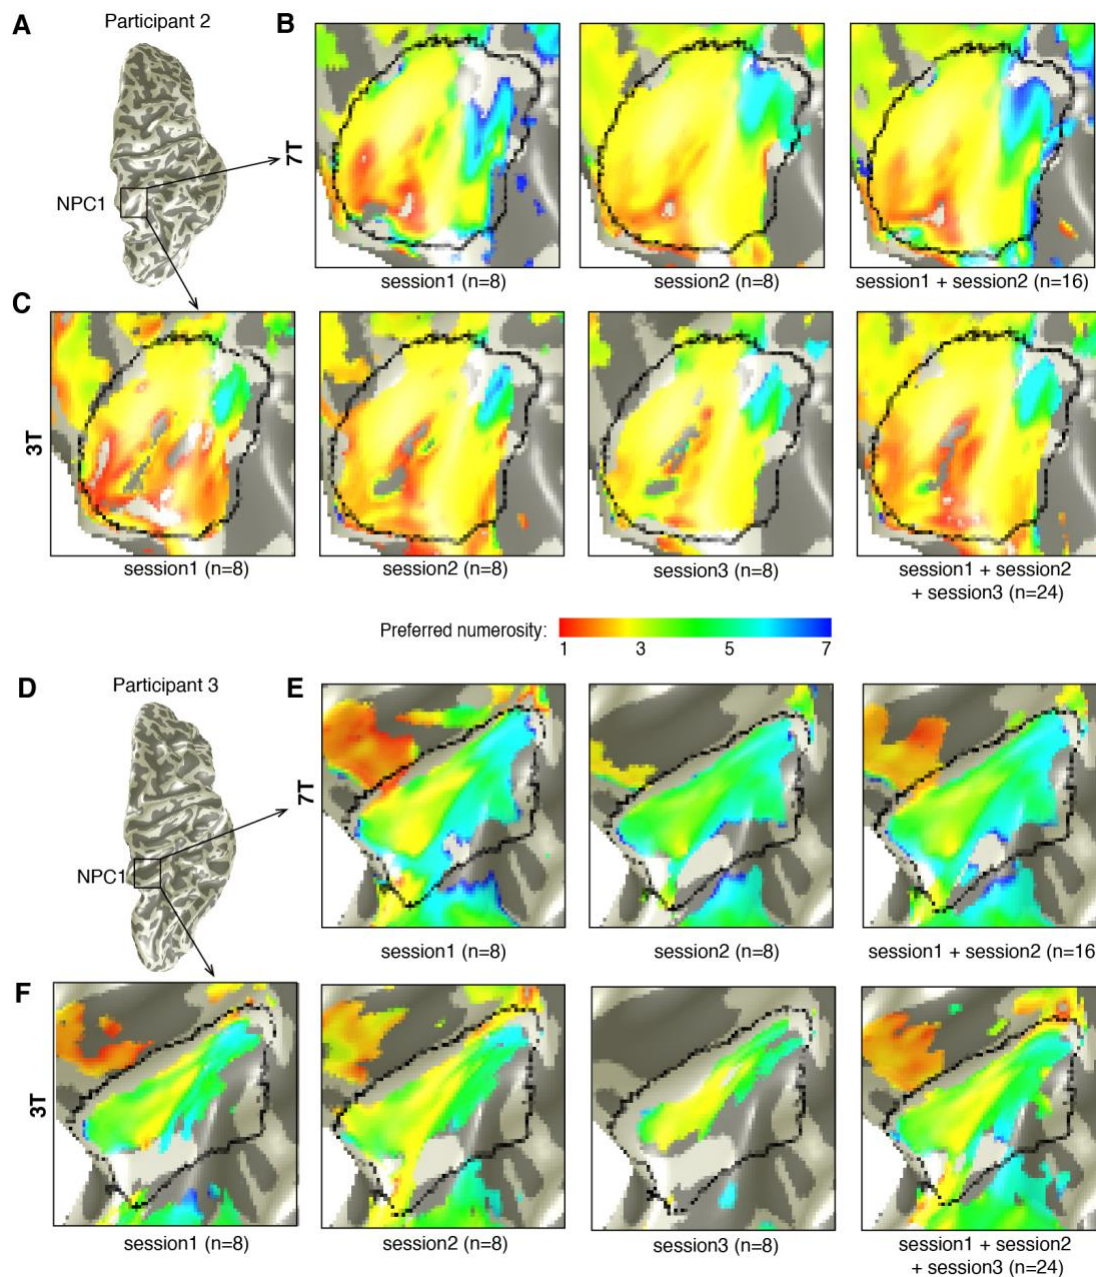 A
Participant 2
NPC1
B
7T
session1 (n=8)
session2 (n=8)
session1 + session2 (n=16)
C
3T
session1 (n=8)
session2 (n=8)
session3 (n=8)
session1 + session2
+ session3 (n=24)
Preferred numerosity:
1 3 5 7
D
Participant 3
NPC1
E
7T
session1 (n=8)
session2 (n=8)
session1 + session2 (n=16
F
3T
session1 (n=8)
session2 (n=8)
session3 (n=8)
session1 + session2
+ session3 (n=24)